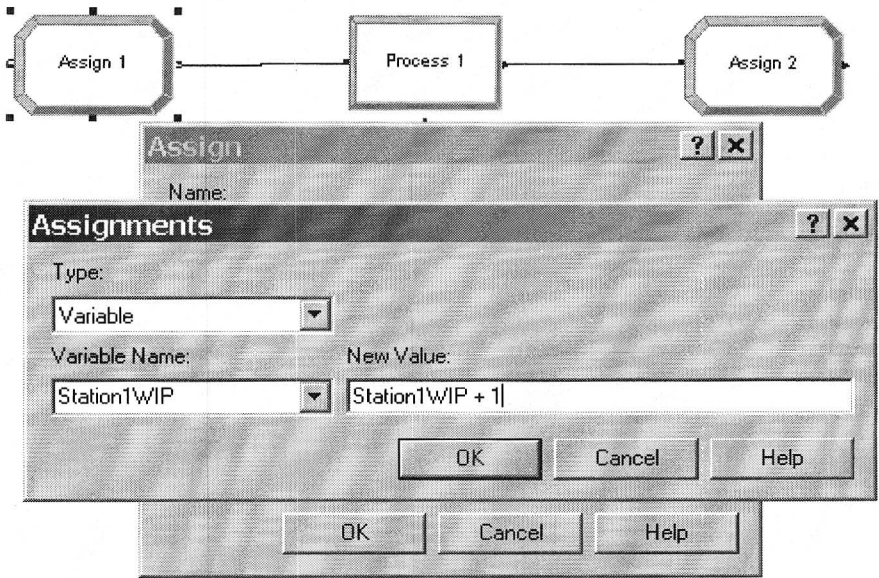 Assign 1
Process 1
Assign 2
Assign
Name:
Assignments
Type:
Variable
Variable Name:
New Value:
Station1WIP
Station1WIP + 1
OK
Cancel
Help
OK
Cancel
Help